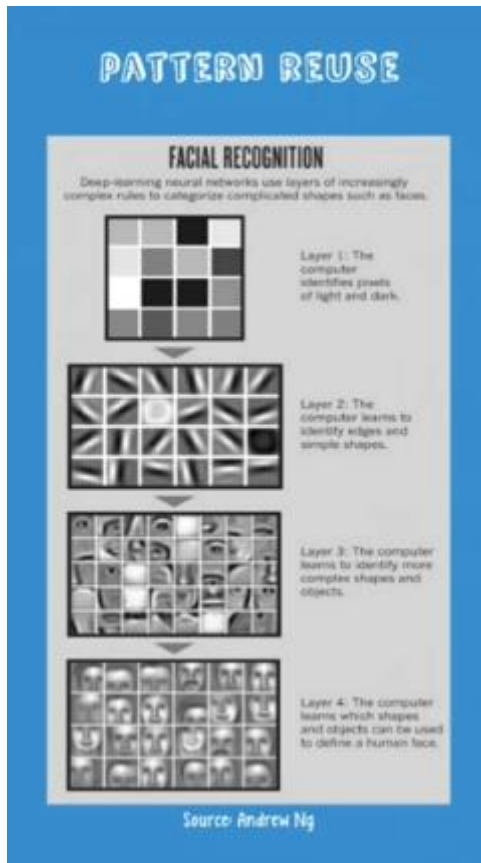 PATTERN REUSE
FACIAL RECOGNITION
Deep-learning neural networks use layers of increasingly
complex rules to categorize complicated shapes such as faces.
Layer 1: The
computer
identifies pixels
of light and dark.
Layer 2: The
computer learns to
identify edges and
simple shapes.
Layer 3: The computer
learns to identify more
complex shapes and
objects.
Layer 4: The computer
learns which shapes
and objects can be used
to define a human face.
Source: Andrew Ng